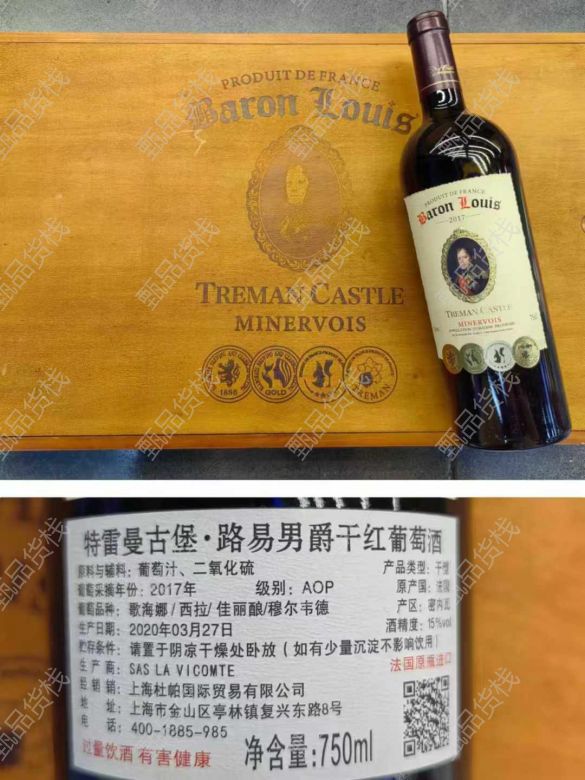 PRODUIT DE FRANCE
Baron Louis
TREMAN CASTLE
MINERVOIS
1886
GOLD
TREMAN
PRODUIT DE FRANCE
Baron Louis
2017
TREMAN CASTLE
MINERVOIS
特雷曼古堡·路易男爵干红葡萄酒
原料与辅料：葡萄汁、二氧化硫
产品类型：干型
葡萄采摘年份：2017年
级别：AOP
原产国：法国
葡萄品种：歌海娜/西拉/佳丽酿/穆尔韦德
产区：密内瓦
生产日期：2020年03月27日
酒精度：15%vol
贮存条件：请置于阴凉干燥处卧放（如有少量沉淀不影响饮用）
生产商：SAS LA VICOMTE
法国原瓶进口
经销商：上海杜帕国际贸易有限公司
地址：上海市金山区亭林镇复兴东路8号
电话：400-1885-985
过量饮酒 有害健康
净含量：750ml
甄品货栈